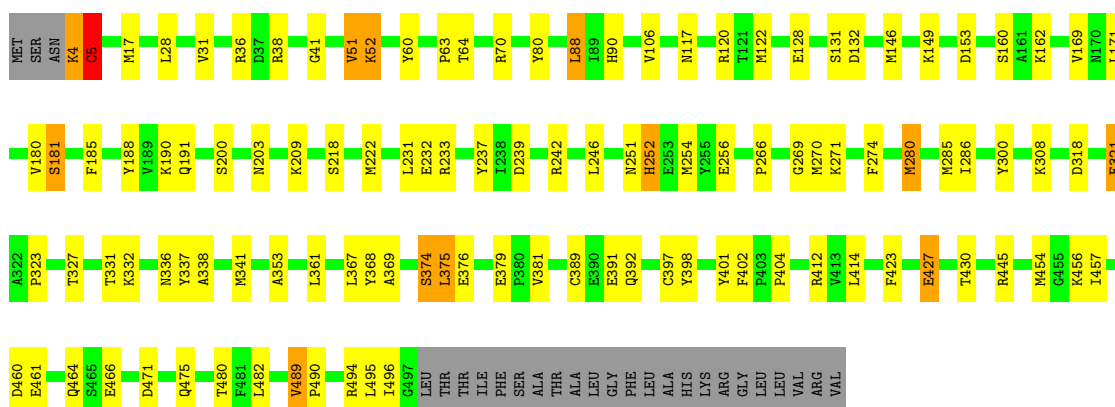 MET SER ASN K4 C5 M17 L28 V31 R36 D37 R38 G41 V51 K52 Y60 P63 T64 R70 Y80 L88 I89 H90 V106 N117 R120 T121 M122 E128 S131 D132 M146 K149 D153 S160 A161 K162 V169 N170 L171
V180 S181 F185 Y188 V189 K190 Q191 S200 N203 K209 S218 M222 L231 E232 R233 Y237 I238 D239 R242 L246 N251 H252 E253 M254 Y255 E256 P266 G269 M270 K271 F274 M280 M285 I286 Y300 K308 D318
A322 P323 T327 T331 K332 N336 Y337 A338 M341 A353 L361 L367 Y368 A369 S374 L375 E376 E379 P380 V381 C389 E390 E391 Q392 C397 Y398 Y401 F402 P403 P404 R412 V413 L414 F423 E427 T430 R445 M454 G455 K456 I457
D460 E461 Q464 S465 E466 D471 Q475 T480 F481 L482 V489 P490 R494 L495 I496 G497 LEU THR THR ILE PHE SER ALA THR ALA LEU GLY PHE LEU ALA HIS LYS ARG GLY LEU LEU VAL ARG VAL